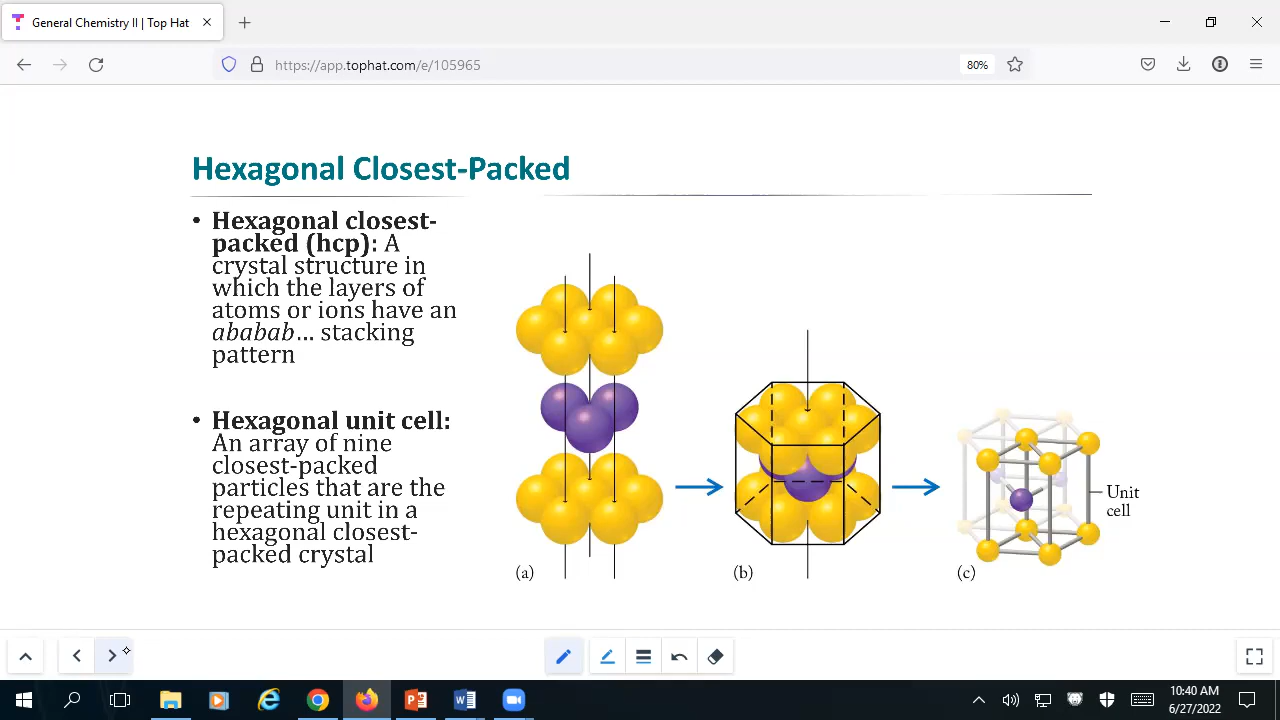 General Chemistry II | Top Hat
https://app.tophat.com/e/105965
80%
Hexagonal Closest-Packed
• Hexagonal closest-
packed (hcp): A
crystal structure in
which the layers of
atoms or ions have an
ababab… stacking
pattern
• Hexagonal unit cell:
An array of nine
closest-packed
particles that are the
repeating unit in a
hexagonal closest-
packed crystal
Unit
cell
(a)
(b)
(c)
10:40 AM
6/27/2022